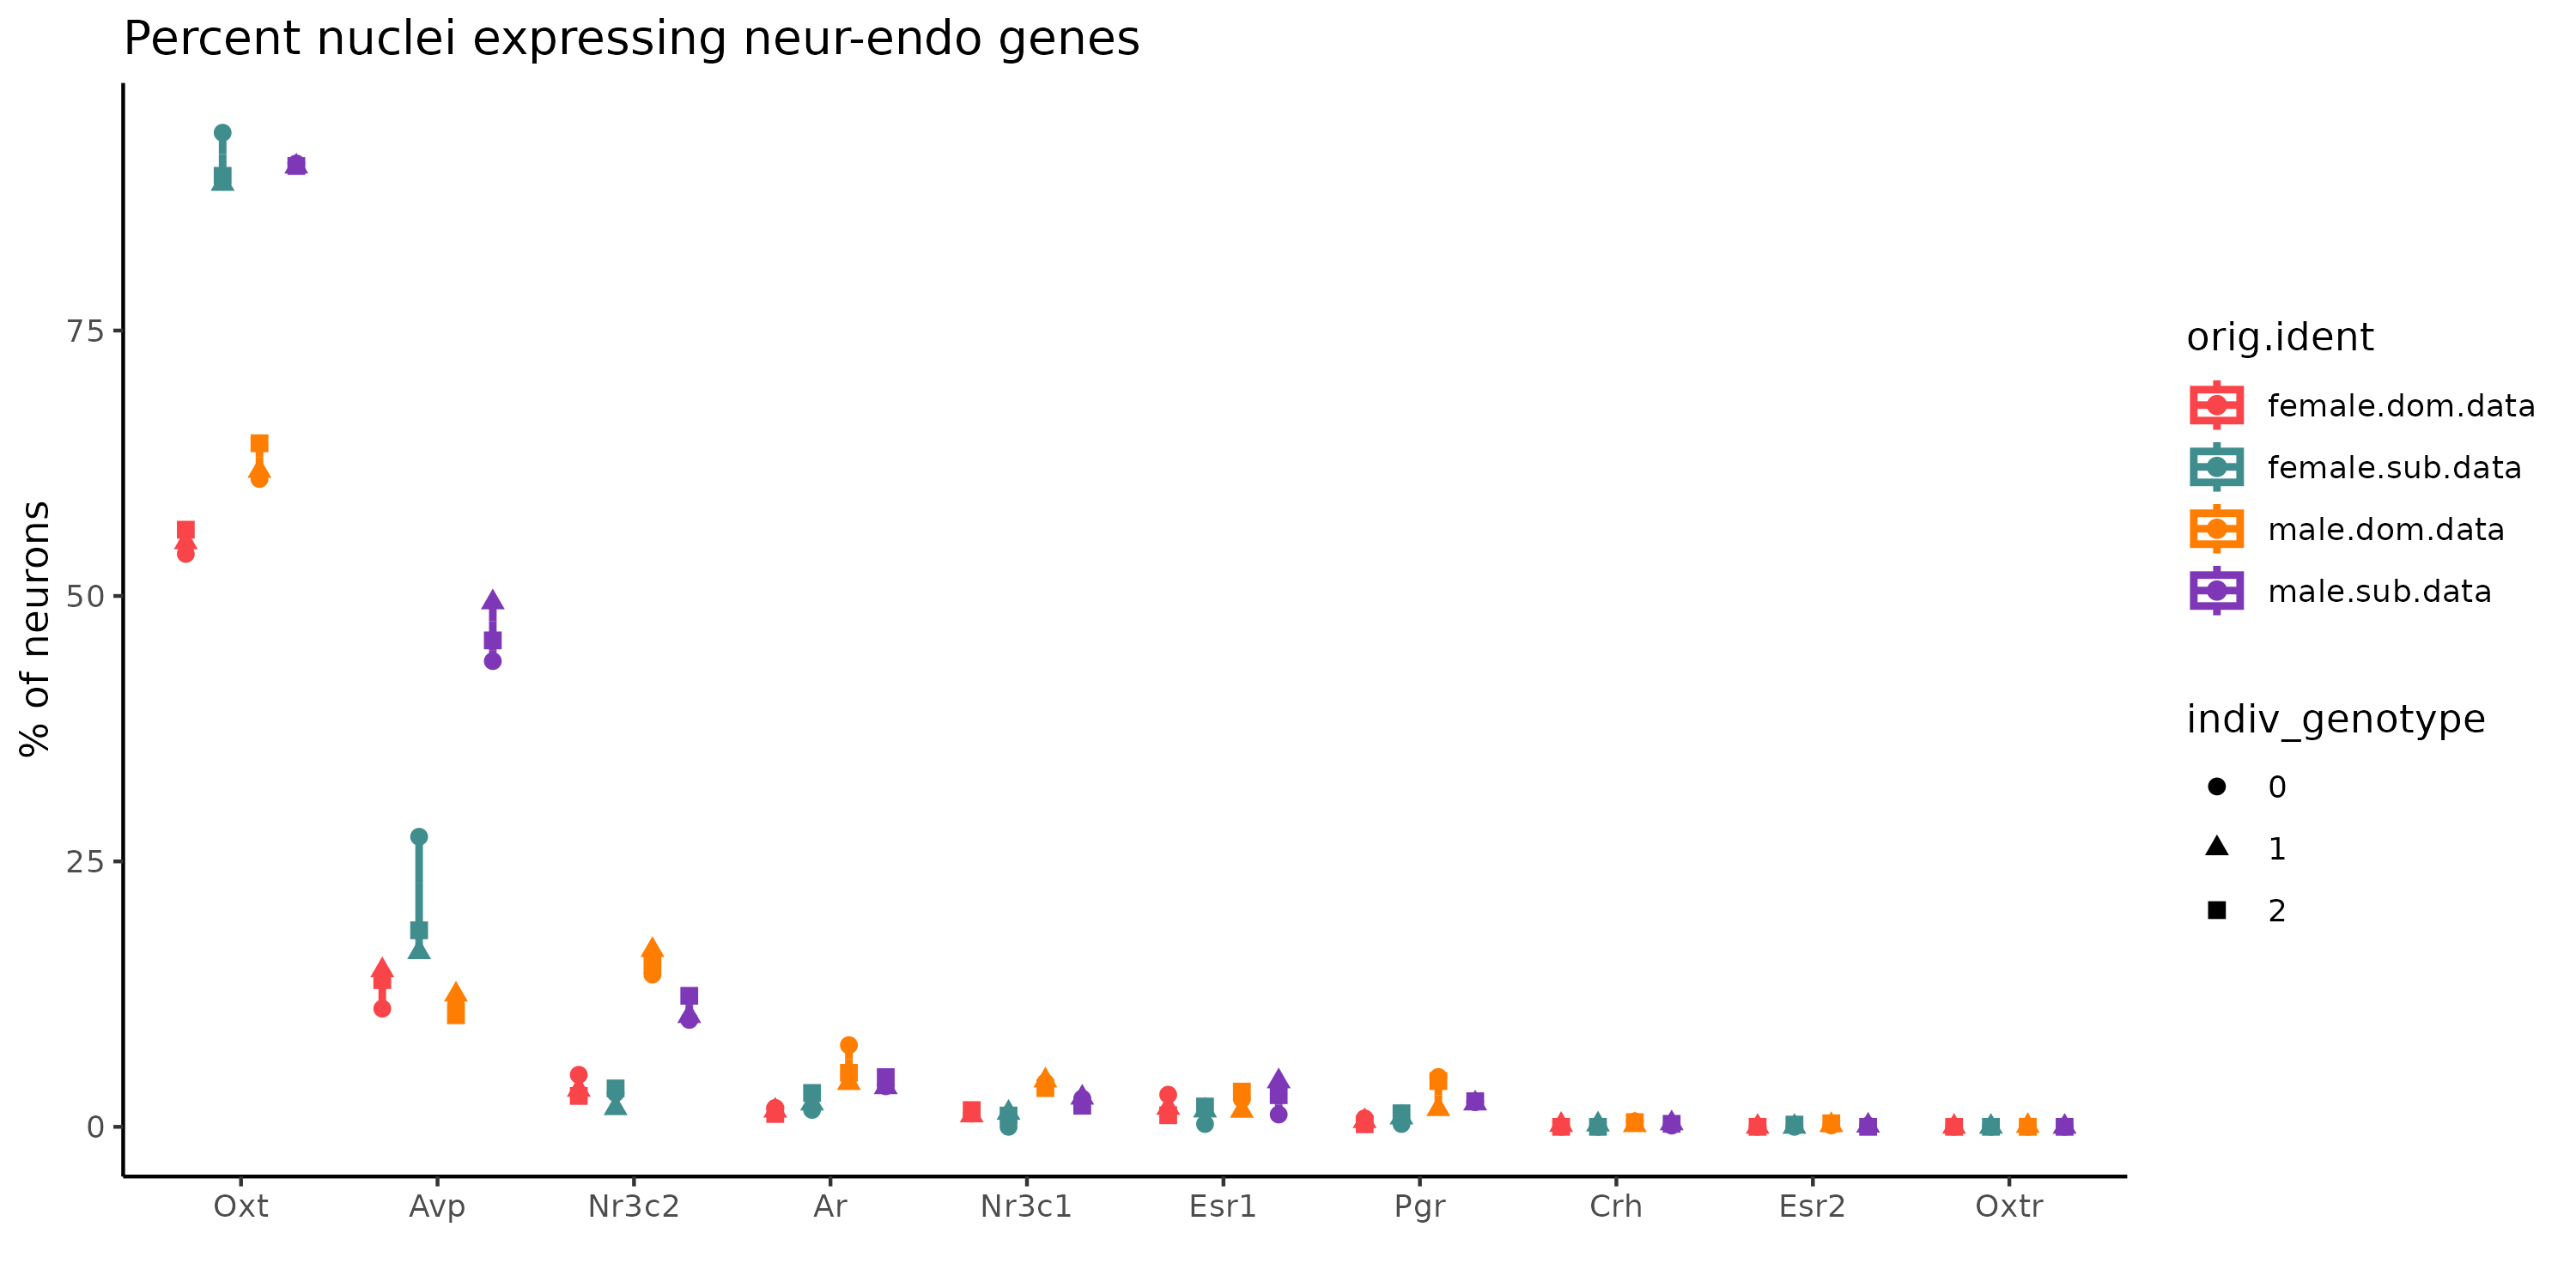 Percent nuclei expressing neur-endo genes
% of neurons
75
50
25
0
Oxt Avp Nr3c2 Ar Nr3c1 Esr1 Pgr Crh Esr2 Oxtr
orig.ident
female.dom.data
female.sub.data
male.dom.data
male.sub.data
indiv_genotype
0
1
2